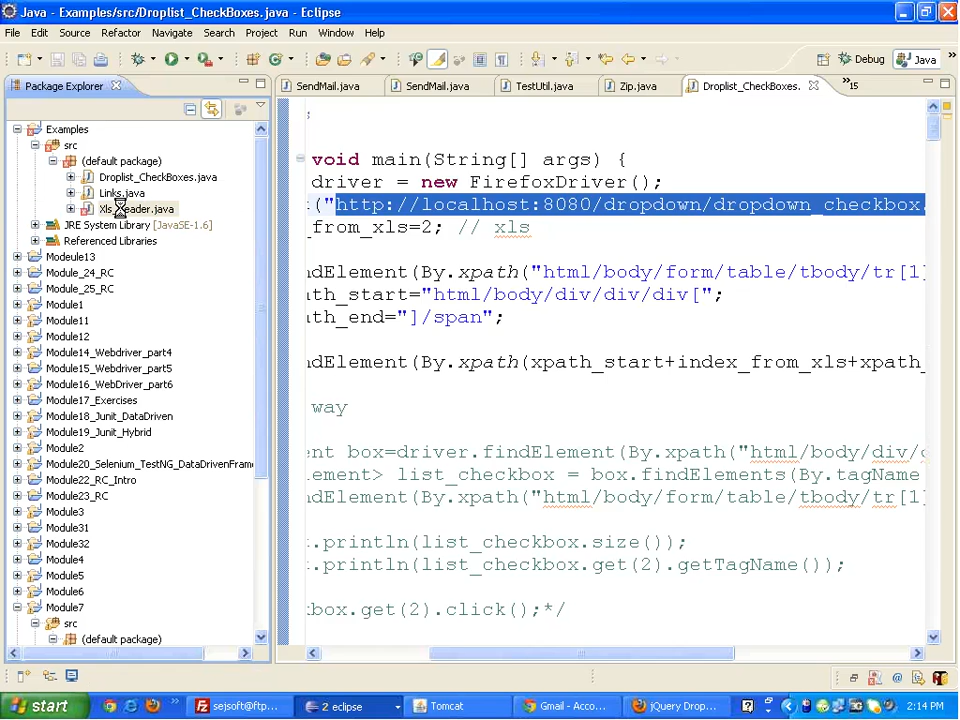 Java - Examples/src/Droplist_CheckBoxes.java - Eclipse
File Edit Source Refactor Navigate Search Project Run Window Help
Debug Java
Package Explorer
SendMail.java SendMail.java TestUtil.java Zip.java Droplist_CheckBoxes. »15
Examples
src
(default package)
Droplist_CheckBoxes.java
Links.java
JRE System Library [JavaSE-1.6]
Referenced Libraries
Modeule13
Module_24_RC
Module_25_RC
Module1
Module11
Module12
Module14_Webdriver_part4
Module15_Webdriver_part5
Module16_WebDriver_part6
Module17_Exercises
Module18_Junit_DataDriven
Module19_Junit_Hybrid
Module2
Module20_Selenium_TestNG_DataDrivenFram
Module22_RC_Intro
Module23_RC
Module3
Module31
Module32
Module4
Module5
Module6
Module7
src
(default package)
;
void main(String[] args) {
driver = new FirefoxDriver();
("http://localhost:8080/dropdown/dropdown_checkbox.
_from_xls=2; // xls
ndElement(By.xpath("html/body/form/table/tbody/tr[1]
ath_start="html/body/div/div/div[";
ath_end="]/span";
ndElement(By.xpath(xpath_start+index_from_xls+xpath_
way
ent box=driver.findElement(By.xpath("html/body/div/
lement> list_checkbox = box.findElements(By.tagName
ndElement(By.xpath("html/body/form/table/tbody/tr[1]
.println(list_checkbox.size());
.println(list_checkbox.get(2).getTagName());
kbox.get(2).click();*/
start sejsoft@ftp... 2 eclipse Tomcat Gmail - Acco... jQuery Drop... 2:14 PM